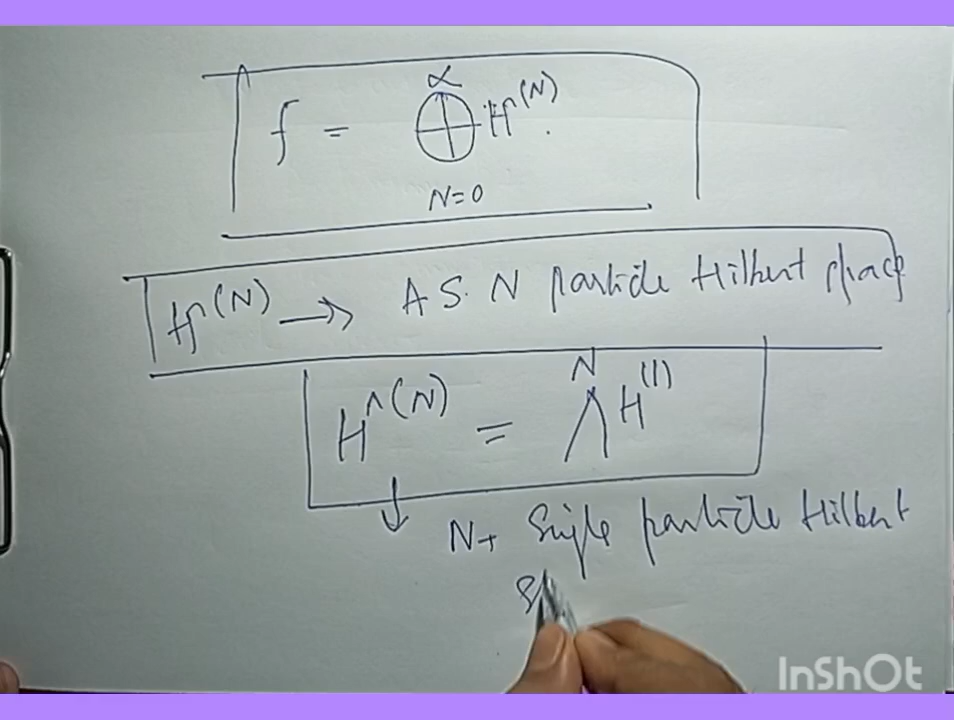 f = ∝ ⊕ N=0 H^(N).
H^(N) →> A S. N particle Hilbert space
H^∧(N) = N ∧ H^(1)
↓ N+ Single particle Hilbert
S
InShOt